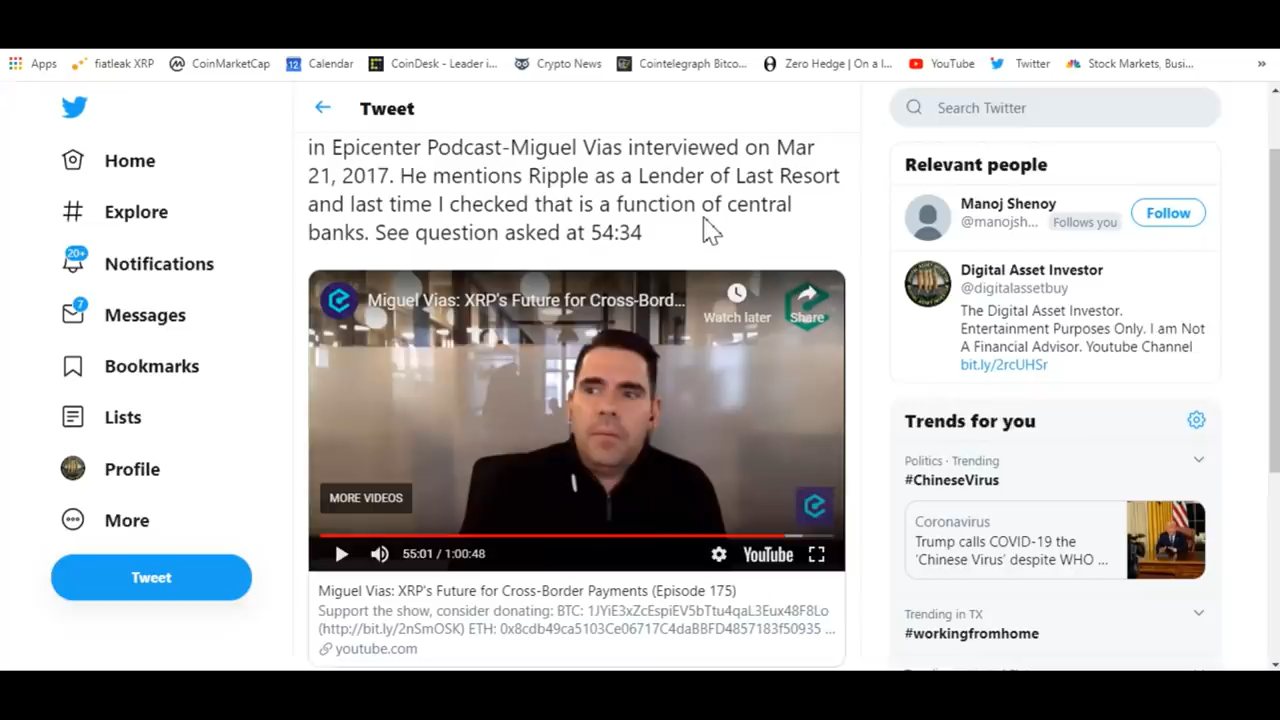 Apps
fiatleak XRP
CoinMarketCap
12
Calendar
CoinDesk - Leader i...
Crypto News
Cointelegraph Bitco...
Zero Hedge | On a l...
YouTube
Twitter
Stock Markets, Busi...
»
Home
Explore
20+
Notifications
7
Messages
Bookmarks
Lists
Profile
More
Tweet
Tweet
in Epicenter Podcast-Miguel Vias interviewed on Mar
21, 2017. He mentions Ripple as a Lender of Last Resort
and last time I checked that is a function of central
banks. See question asked at 54:34
Miguel Vias: XRP's Future for Cross-Bord...
Watch later
Share
MORE VIDEOS
55:01 / 1:00:48
YouTube
Miguel Vias: XRP's Future for Cross-Border Payments (Episode 175)
Support the show, consider donating: BTC: 1JYiE3xZcEspiEV5bTtu4qaL3Eux48F8Lo
(http://bit.ly/2nSmOSK) ETH: 0x8cdb49ca5103Ce06717C4daBBFD4857183f50935 ...
youtube.com
Search Twitter
Relevant people
Manoj Shenoy
@manojsh... Follows you
Follow
Digital Asset Investor
@digitalassetbuy
The Digital Asset Investor.
Entertainment Purposes Only. I am Not
A Financial Advisor. Youtube Channel
bit.ly/2rcUHSr
Trends for you
Politics · Trending
#ChineseVirus
Coronavirus
Trump calls COVID-19 the
'Chinese Virus' despite WHO ...
Trending in TX
#workingfromhome